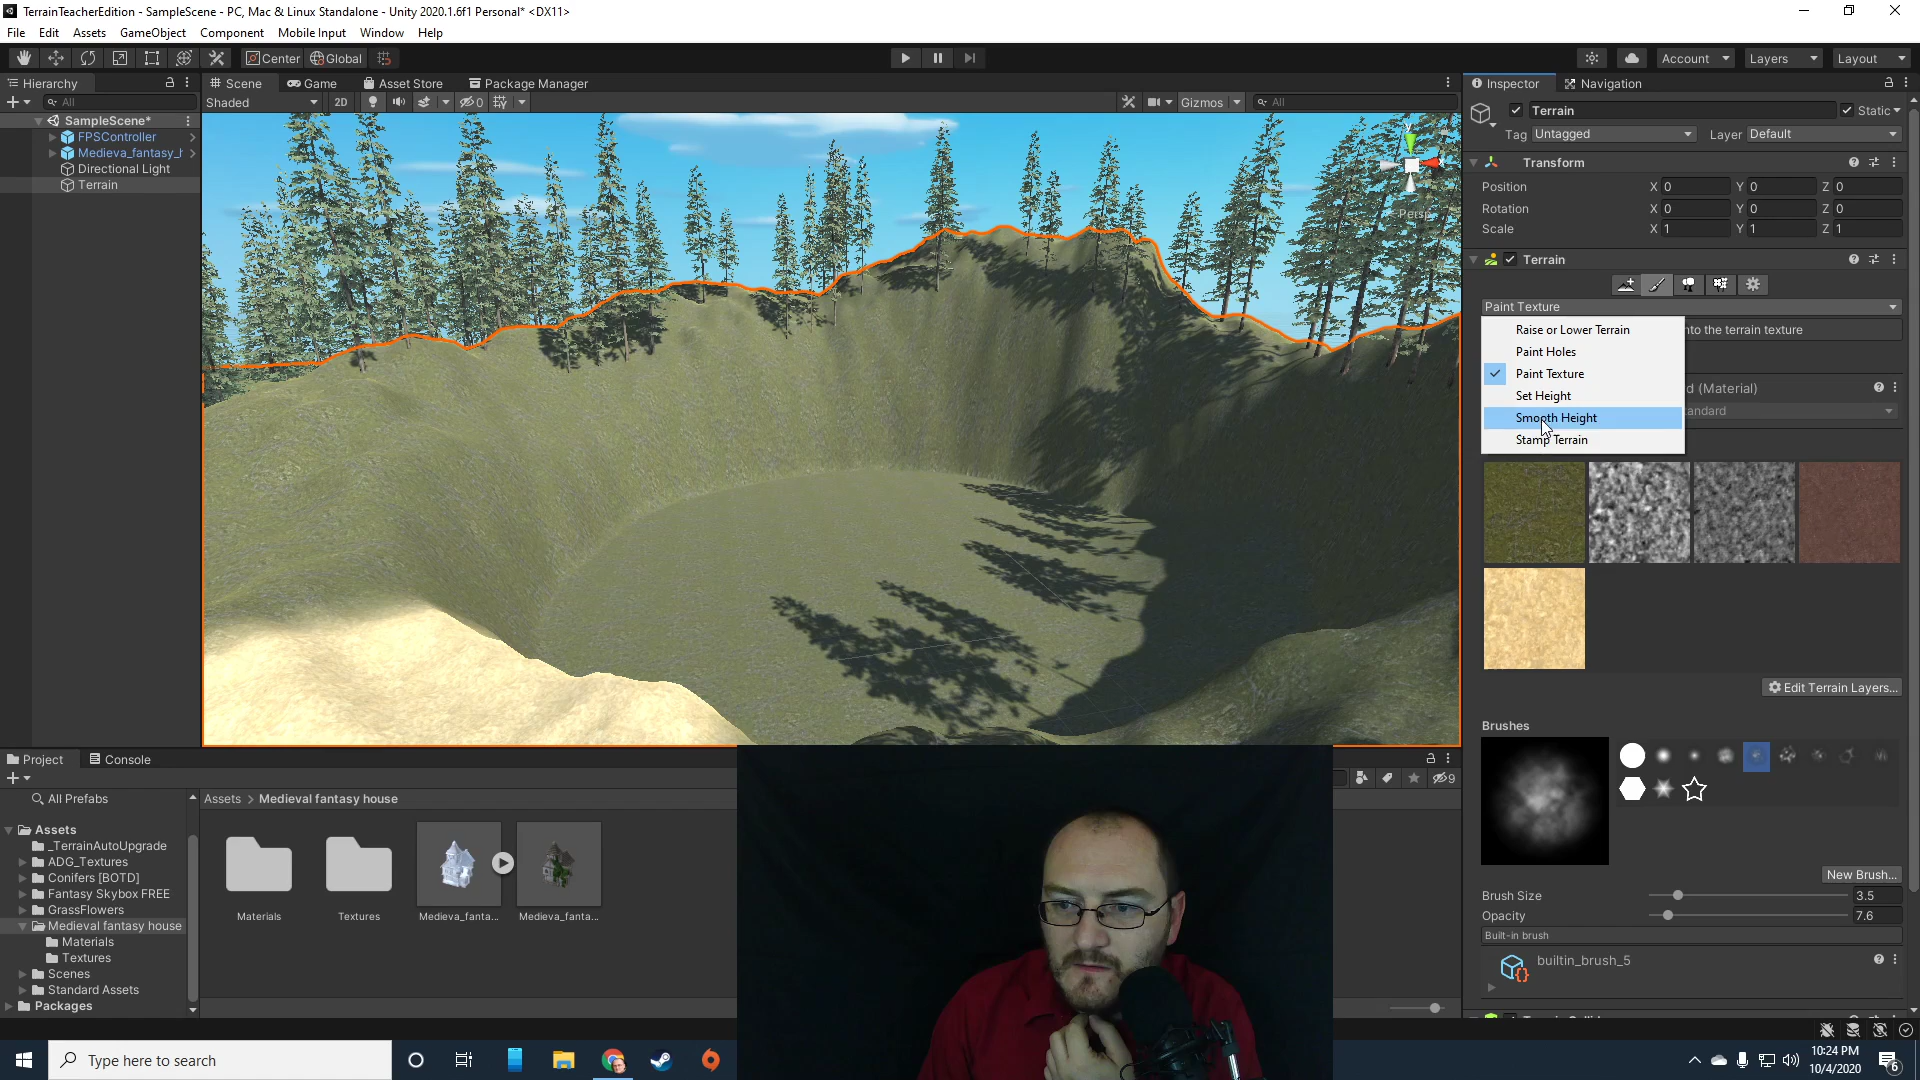 TerrainTeacherEdition - SampleScene - PC, Mac & Linux Standalone - Unity 2020.1.6f1 Personal* <DX11>
File Edit Assets GameObject Component Mobile Input Window Help
Center Global Account Layers Layout
Hierarchy
All
SampleScene*
FPSController
Medieva_fantasy_h
Directional Light
Terrain
Scene Game Asset Store Package Manager
Shaded 2D 0 Gizmos All
y
x
Persp
Inspector Navigation
Terrain Static
Tag Untagged Layer Default
Transform
Position X 0 Y 0 Z 0
Rotation X 0 Y 0 Z 0
Scale X 1 Y 1 Z 1
Terrain
Paint Texture
Raise or Lower Terrain
Paint Holes
Paint Texture
Set Height
Smooth Height
Stamp Terrain
nto the terrain texture
d (Material)
andard
Edit Terrain Layers...
Brushes
New Brush...
Brush Size 3.5
Opacity 7.6
Built-in brush
builtin_brush_5
Project Console
9
All Prefabs
Assets
_TerrainAutoUpgrade
ADG_Textures
Conifers [BOTD]
Fantasy Skybox FREE
GrassFlowers
Medieval fantasy house
Materials
Textures
Scenes
Standard Assets
Packages
Assets > Medieval fantasy house
Materials
Textures
Medieva_fanta...
Medieva_fanta...
Type here to search
10:24 PM
10/4/2020
6